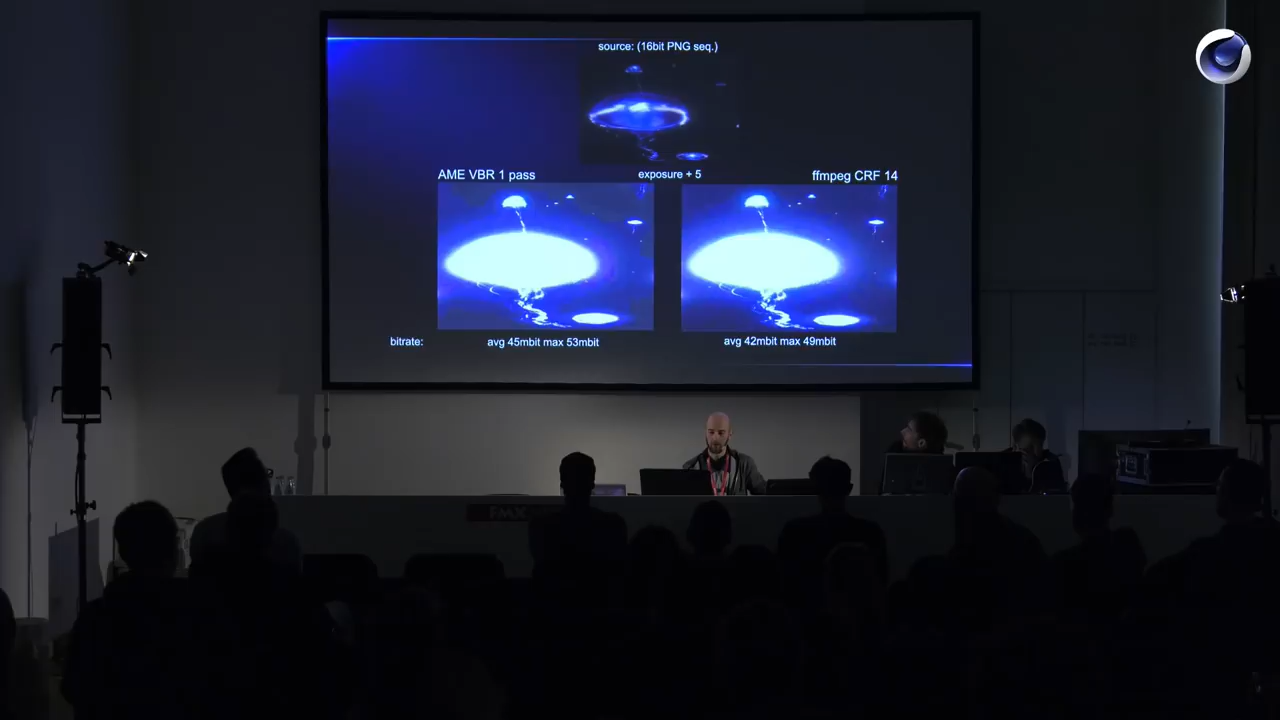 source: (16bit PNG seq.)
AME VBR 1 pass
exposure + 5
ffmpeg CRF 14
bitrate:
avg 45mbit max 53mbit
avg 42mbit max 49mbit
FMX